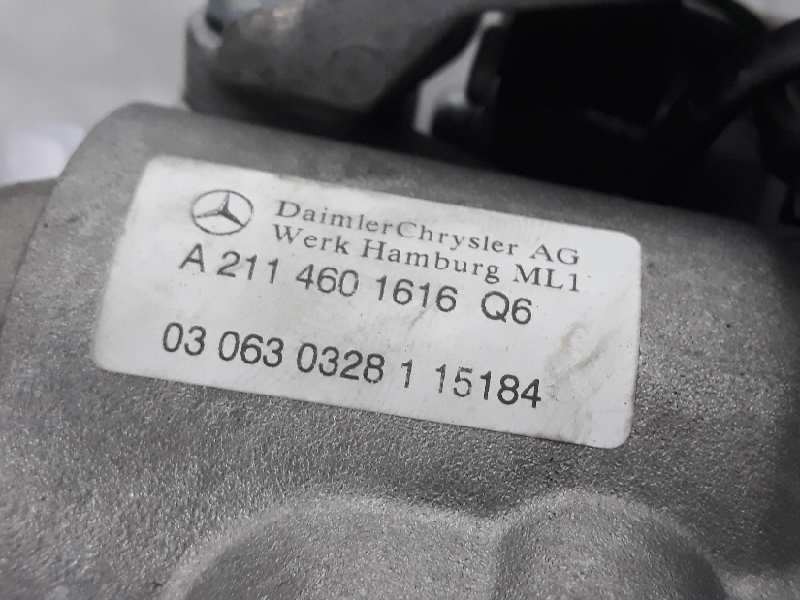 DaimlerChrysler AG
Werk Hamburg ML1
A 211 460 1616 Q6
03 063 0328 1 15184